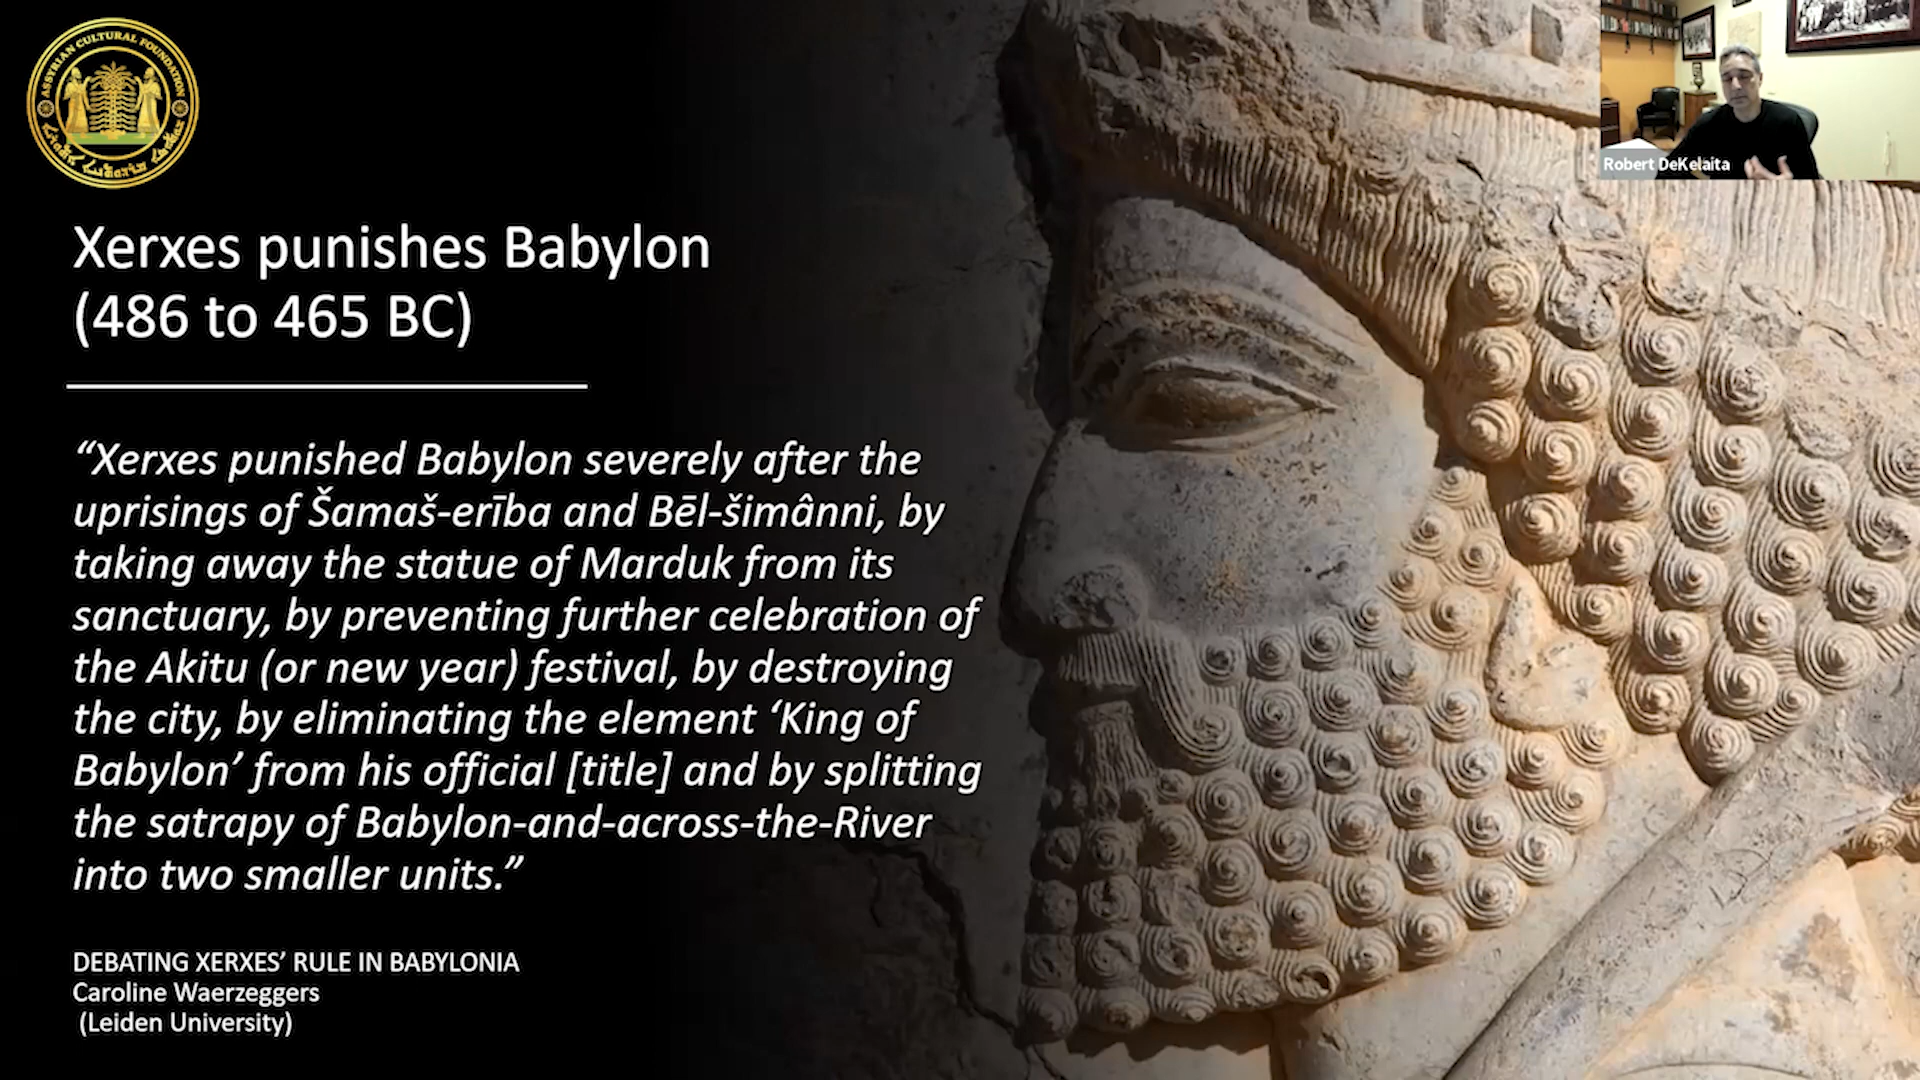 ASSYRIAN CULTURAL FOUNDATION
Robert DeKelaita
Xerxes punishes Babylon
(486 to 465 BC)
“Xerxes punished Babylon severely after the
uprisings of Šamaš-erība and Bēl-šimânni, by
taking away the statue of Marduk from its
sanctuary, by preventing further celebration of
the Akitu (or new year) festival, by destroying
the city, by eliminating the element ‘King of
Babylon’ from his official [title] and by splitting
the satrapy of Babylon-and-across-the-River
into two smaller units.”
DEBATING XERXES’ RULE IN BABYLONIA
Caroline Waerzeggers
(Leiden University)